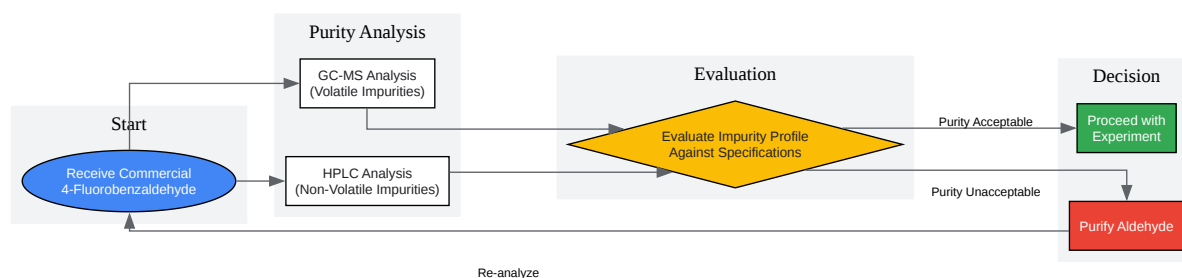 Start
Receive Commercial
4-Fluorobenzaldehyde
Purity Analysis
GC-MS Analysis
(Volatile Impurities)
HPLC Analysis
(Non-Volatile Impurities)
Evaluation
Evaluate Impurity Profile
Against Specifications
Purity Acceptable
Purity Unacceptable
Decision
Proceed with
Experiment
Purify Aldehyde
Re-analyze